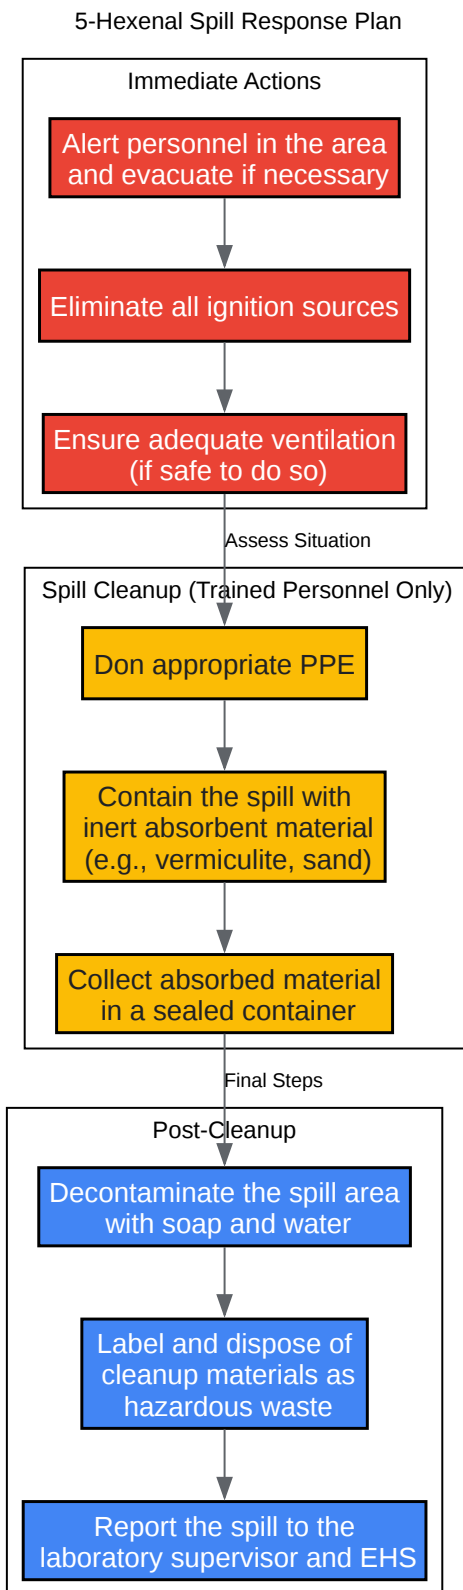 5-Hexenal Spill Response Plan
Immediate Actions
Alert personnel in the area
and evacuate if necessary
Eliminate all ignition sources
Ensure adequate ventilation
(if safe to do so)
Assess Situation
Spill Cleanup (Trained Personnel Only)
Don appropriate PPE
Contain the spill with
inert absorbent material
(e.g., vermiculite, sand)
Collect absorbed material
in a sealed container
Final Steps
Post-Cleanup
Decontaminate the spill area
with soap and water
Label and dispose of
cleanup materials as
hazardous waste
Report the spill to the
laboratory supervisor and EHS